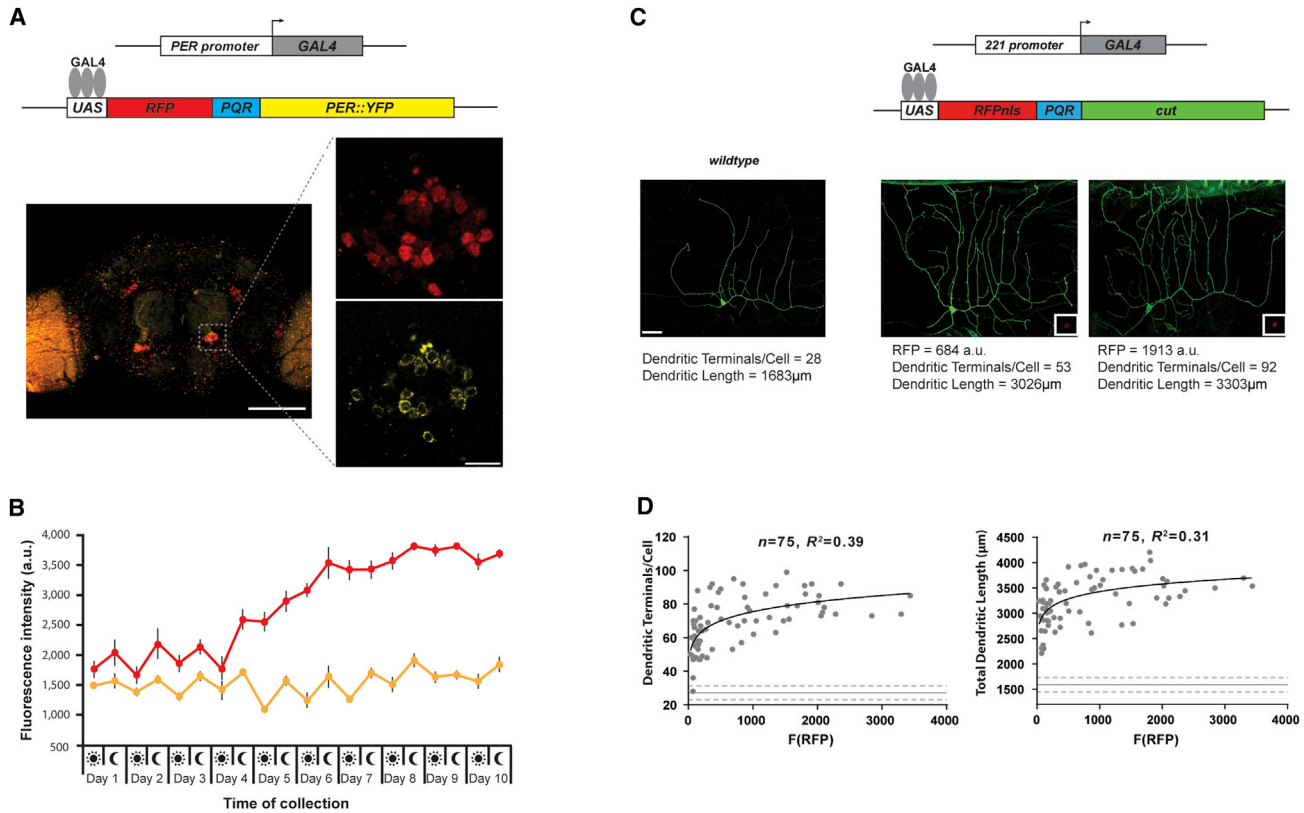 A
PER promoter
GAL4
GAL4
UAS
RFP
PQR
PER::YFP
B
Fluorescence intensity (a.u.)
4,000
3,500
3,000
2,500
2,000
1,500
1,000
500
Day 1
Day 2
Day 3
Day 4
Day 5
Day 6
Day 7
Day 8
Day 9
Day 10
Time of collection
C
221 promoter
GAL4
GAL4
UAS
RFPnls
PQR
cut
wildtype
Dendritic Terminals/Cell = 28
Dendritic Length = 1683µm
RFP = 684 a.u.
Dendritic Terminals/Cell = 53
Dendritic Length = 3026µm
RFP = 1913 a.u.
Dendritic Terminals/Cell = 92
Dendritic Length = 3303µm
D
n=75, R²=0.39
Dendritic Terminals/Cell
120
100
80
60
40
20
0
1000
2000
3000
4000
F(RFP)
n=75, R²=0.31
Total Dendritic Length (µm)
4500
4000
3500
3000
2500
2000
1500
0
1000
2000
3000
4000
F(RFP)